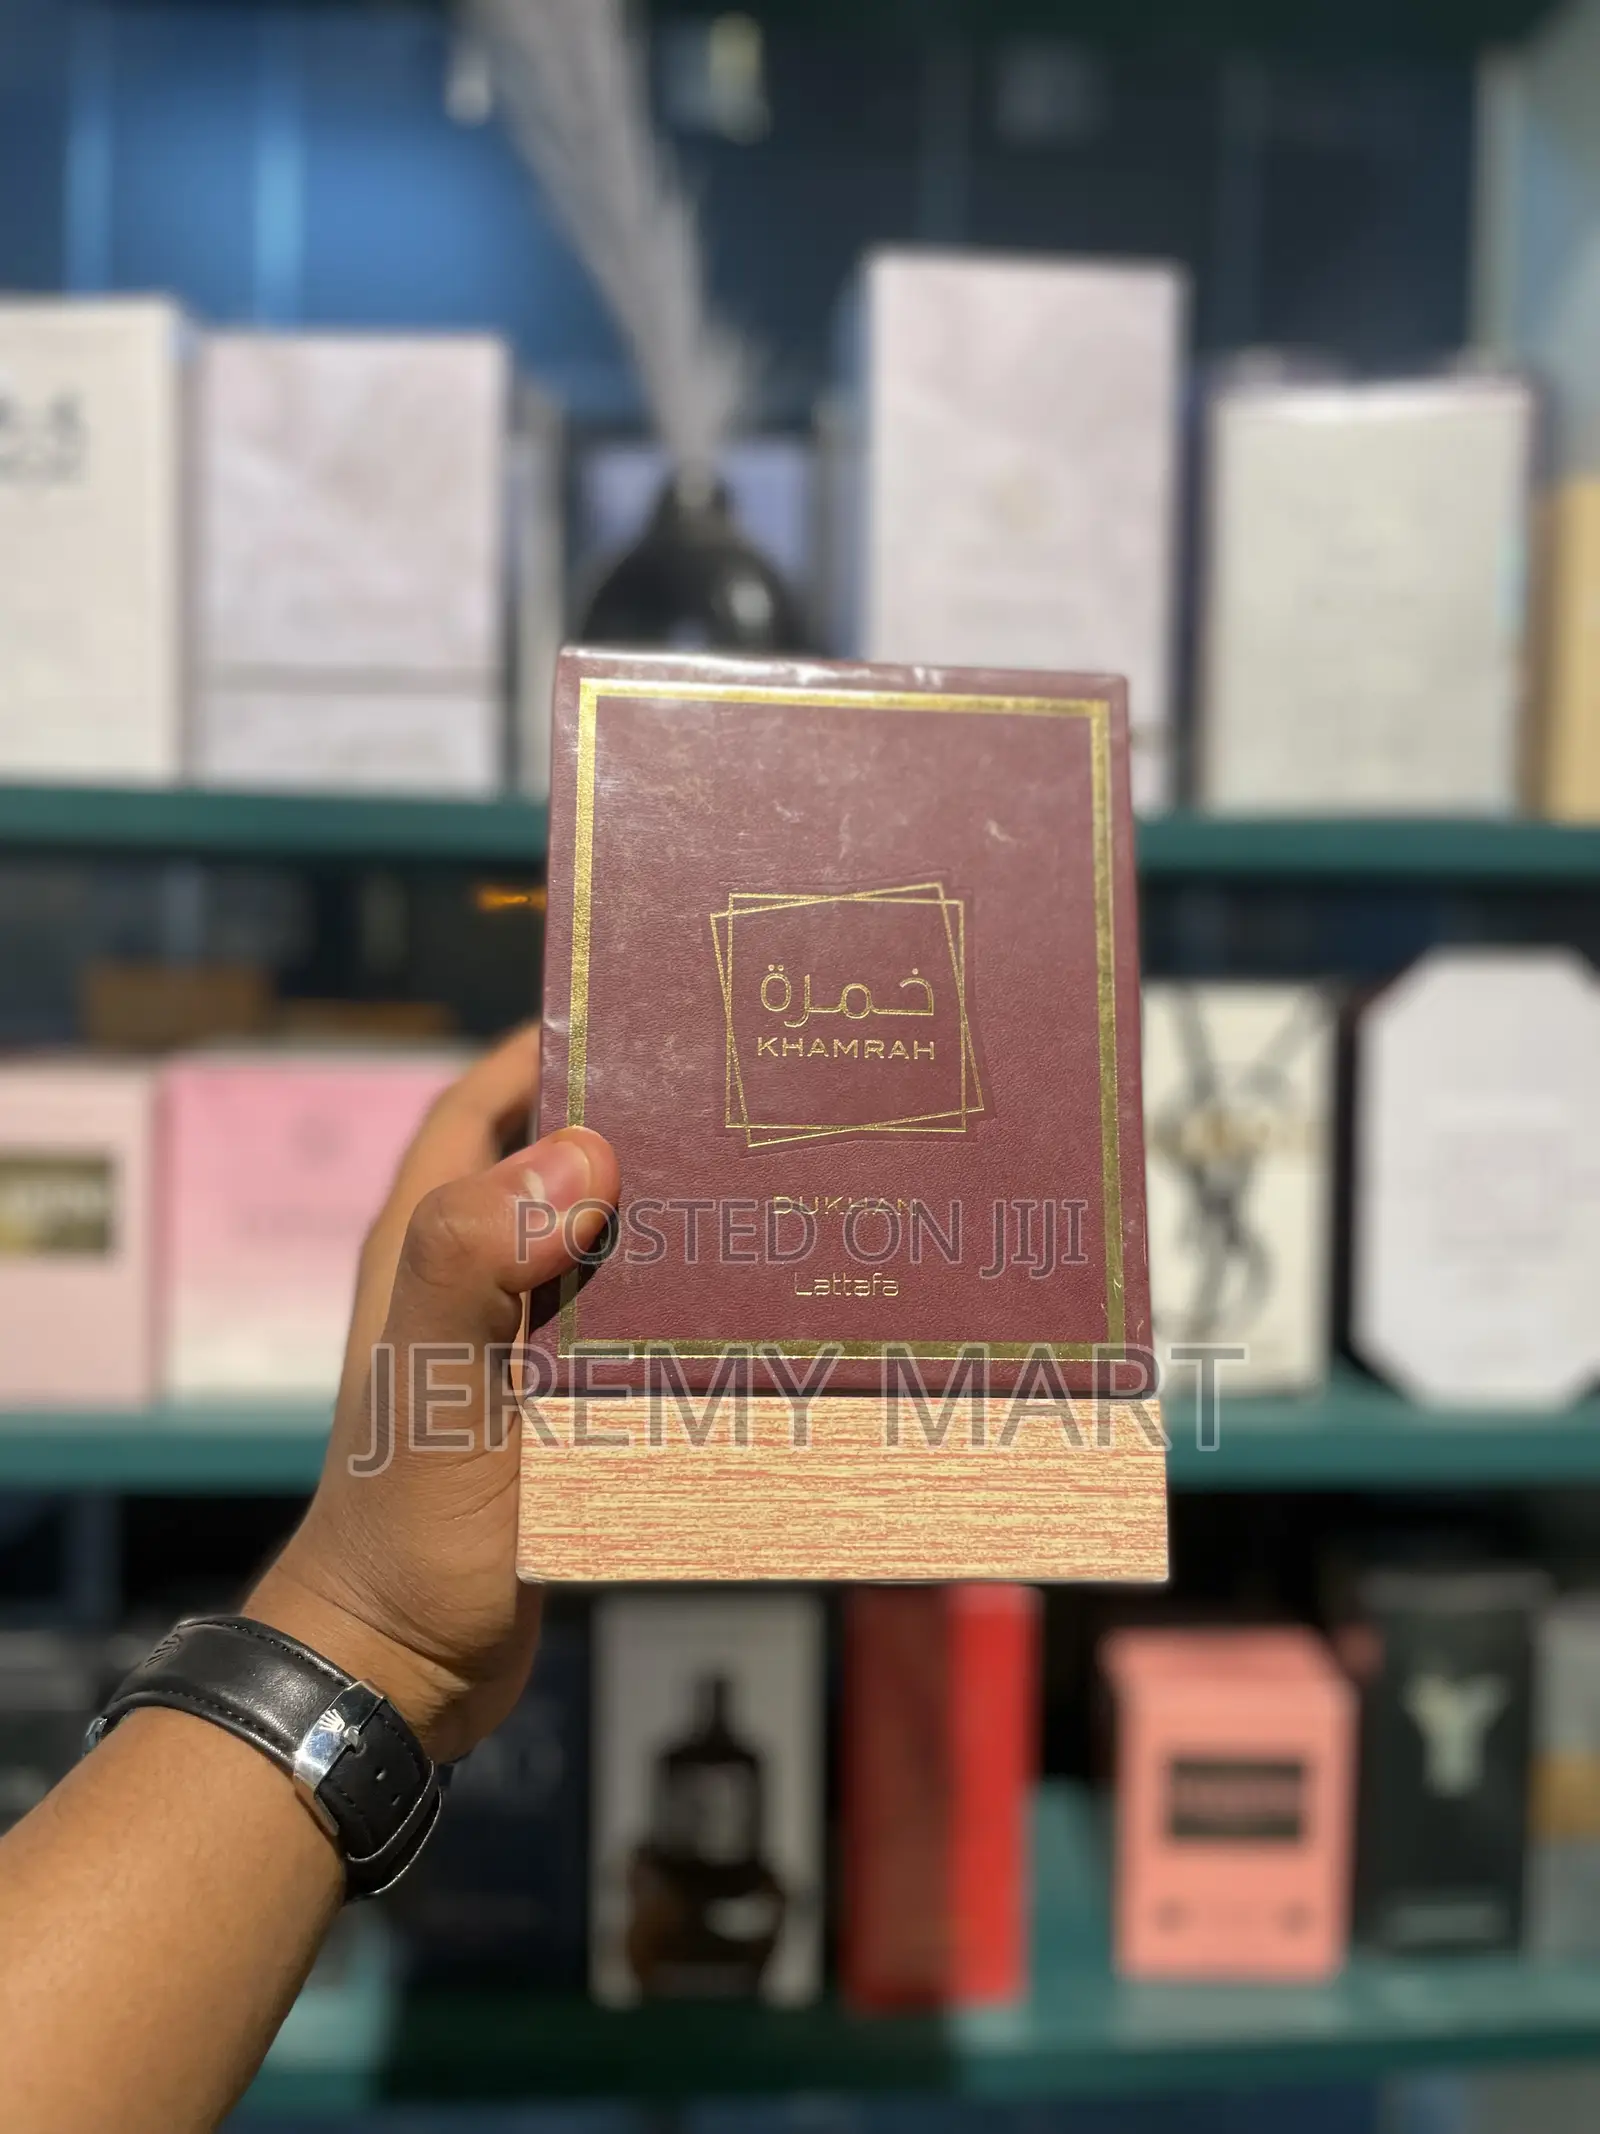 خمرة
KHAMRAH
DUKHAN
POSTED ON JIJI
Lattafa
JEREMY MART